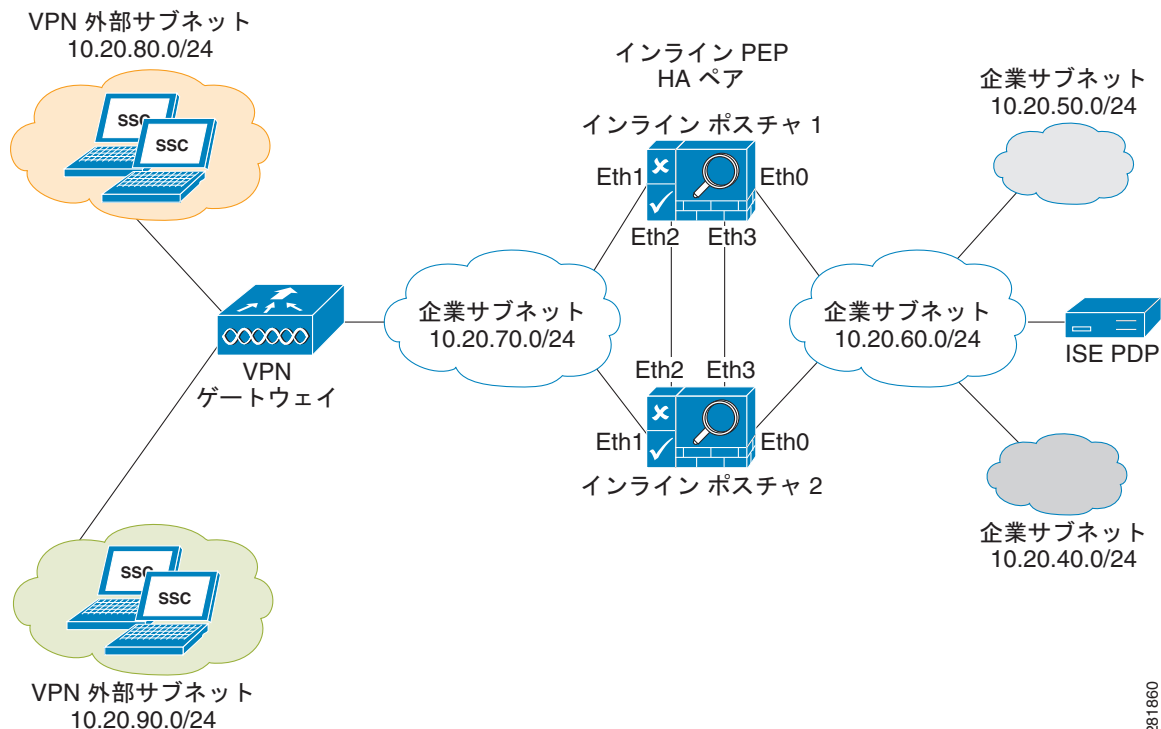 VPN 外部サブネット
10.20.80.0/24
SSC
SSC
インライン PEP
HA ペア
インライン ポスチャ 1
Eth1
Eth0
Eth2
Eth3
企業サブネット
10.20.50.0/24
企業サブネット
10.20.70.0/24
企業サブネット
10.20.60.0/24
VPN
ゲートウェイ
ISE PDP
Eth2
Eth3
Eth1
Eth0
インライン ポスチャ 2
企業サブネット
10.20.40.0/24
SSC
SSC
VPN 外部サブネット
10.20.90.0/24
281860